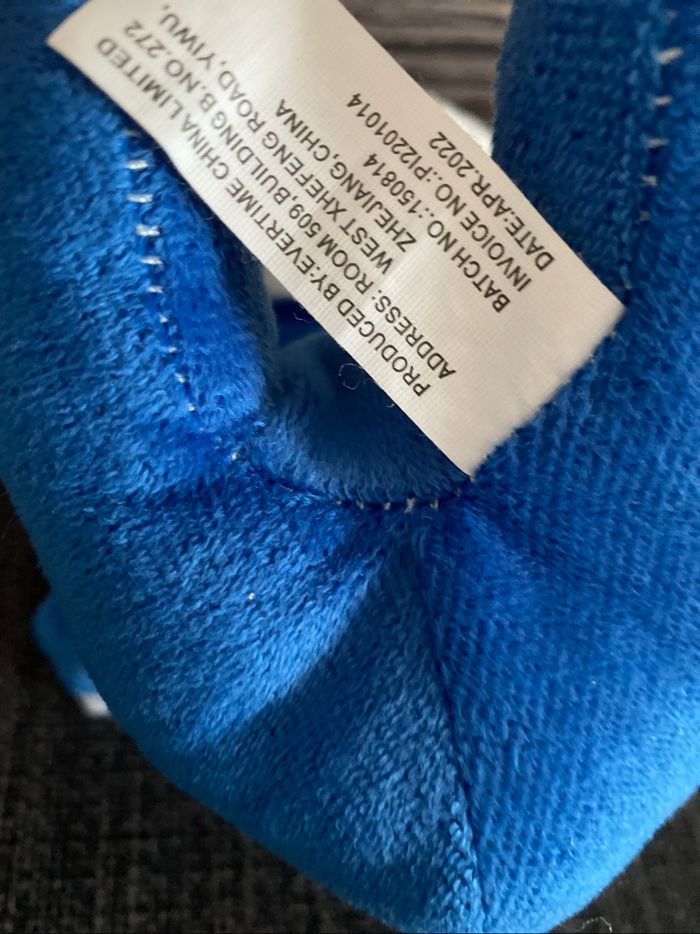 PRODUCED BY:EVERTIME CHINA LIMITED
ADDRESS: ROOM 509,BUILDING B,NO.272
WEST XHEFENG ROAD,YIWU,
ZHEJIANG,CHINA
BATCH NO.:150814
INVOICE NO.:PI2201014
DATE:APR.2022